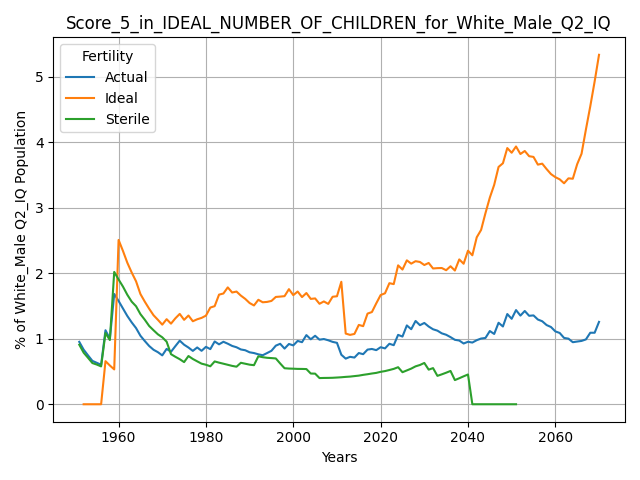 Score_5_in_IDEAL_NUMBER_OF_CHILDREN_for_White_Male_Q2_IQ
Fertility
Actual
Ideal
Sterile
% of White_Male Q2_IQ Population
5
4
3
2
1
0
1960 1980 2000 2020 2040 2060
Years